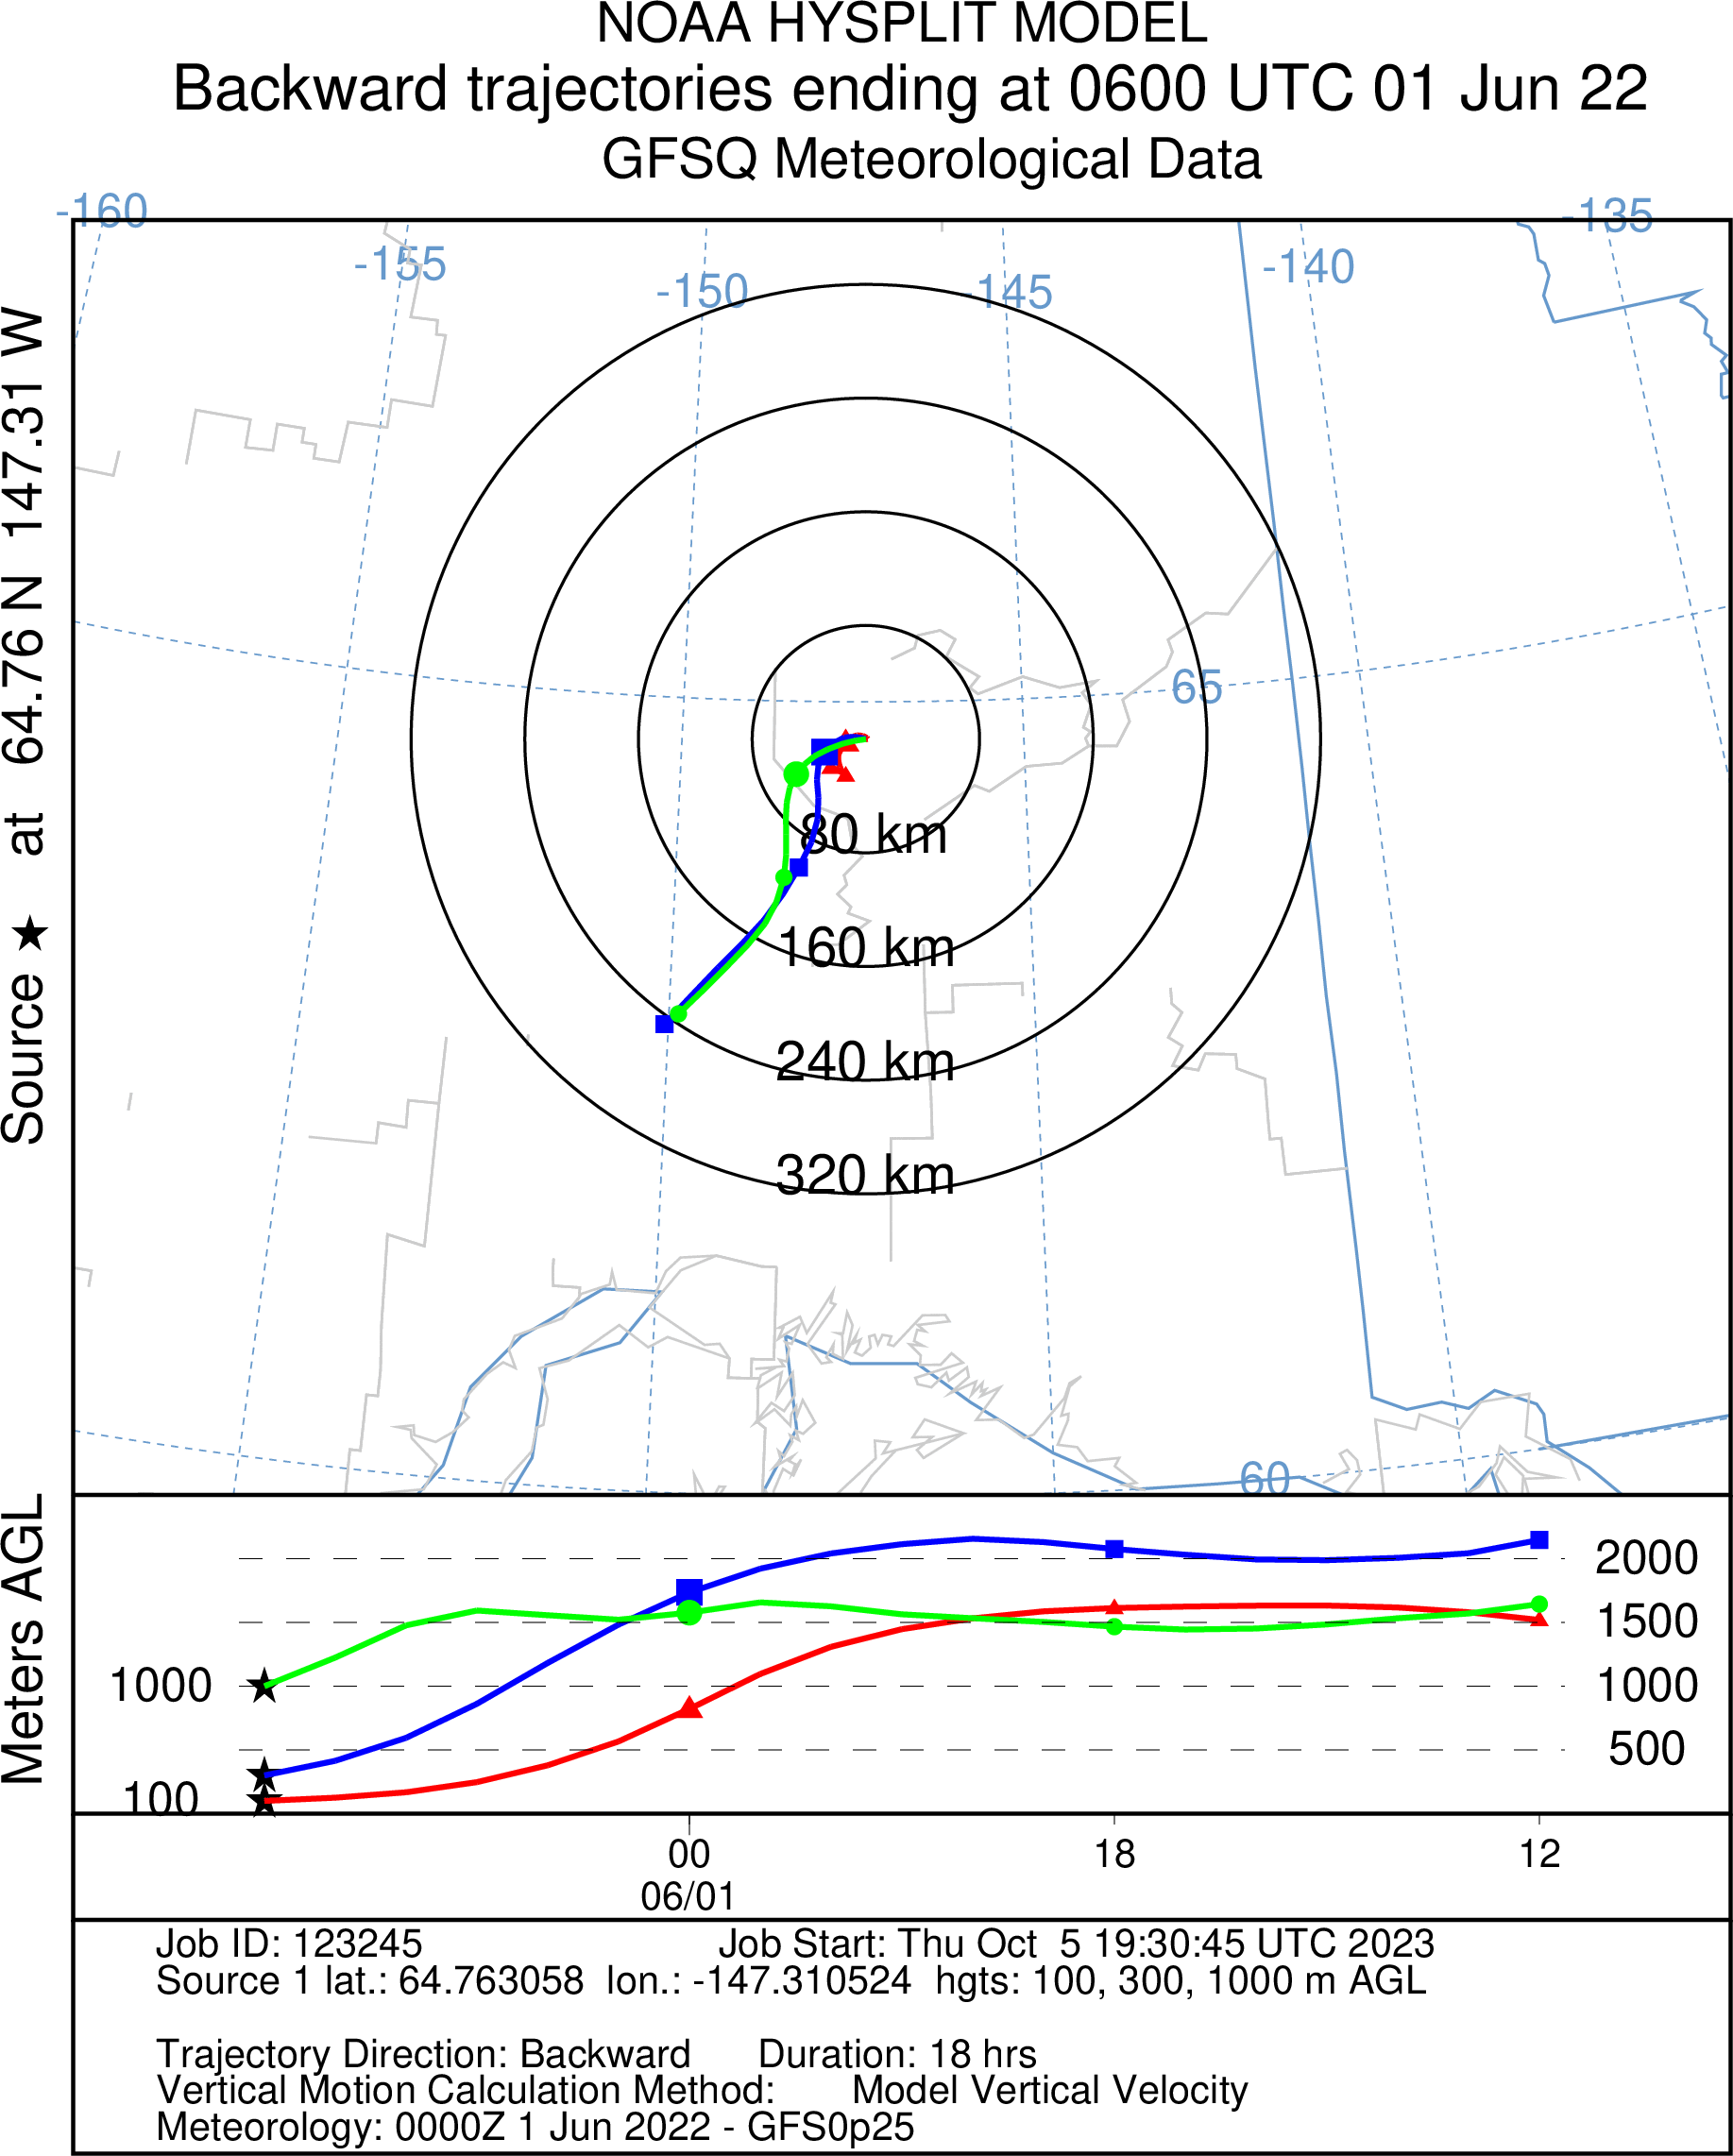 NOAA HYSPLIT MODEL
Backward trajectories ending at 0600 UTC 01 Jun 22
GFSQ Meteorological Data
-160
-155
-150
-145
-140
-135
65
60
80 km
160 km
240 km
320 km
Source ★ at 64.76 N 147.31 W
Meters AGL
2000
1500
1000
1000
500
100
00
18
12
06/01
Job ID: 123245 Job Start: Thu Oct 5 19:30:45 UTC 2023
Source 1 lat.: 64.763058 lon.: -147.310524 hgts: 100, 300, 1000 m AGL
Trajectory Direction: Backward Duration: 18 hrs
Vertical Motion Calculation Method: Model Vertical Velocity
Meteorology: 0000Z 1 Jun 2022 - GFS0p25